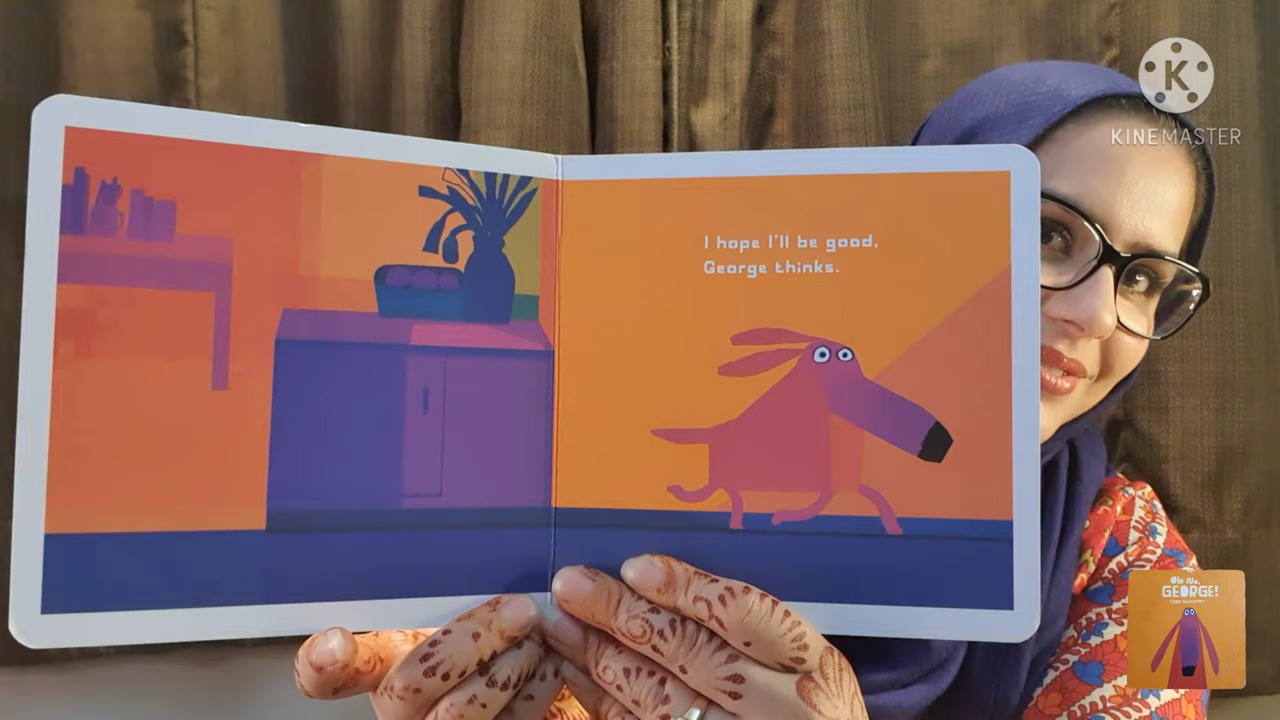 K
KINEMASTER
I hope I'll be good,
George thinks.
Oh No,
GEORGE!